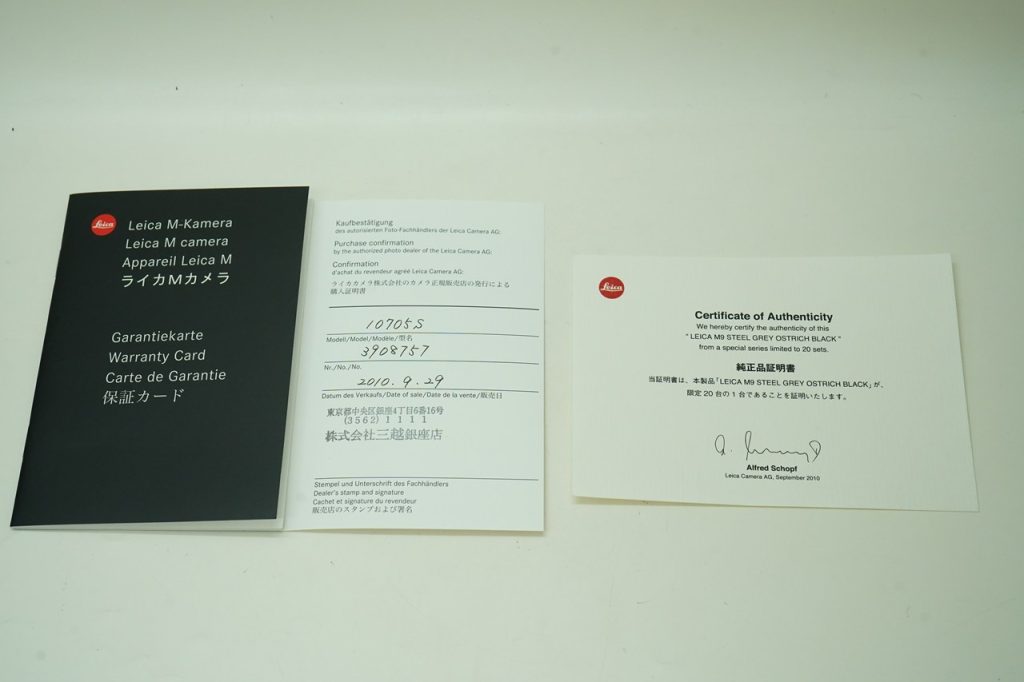 Leica
Leica M-Kamera
Leica M camera
Appareil Leica M
ライカMカメラ
Garantiekarte
Warranty Card
Carte de Garantie
保証カード
Kaufbestätigung
des autorisierten Foto-Fachhändlers der Leica Camera AG:
Purchase confirmation
by the authorized photo dealer of the Leica Camera AG:
Confirmation
d'achat du revendeur agréé Leica Camera AG:
ライカカメラ株式会社のカメラ正規販売店の発行による
購入証明書
10705S
Modell/Model/Modèle/型名
3908757
Nr./No./No.
2010.9.29
Datum des Verkaufs/Date of sale/Date de la vente/販売日
東京都中央区銀座4丁目6番16号
(3562)1111
株式会社三越銀座店
Stempel und Unterschrift des Fachhändlers
Dealer's stamp and signature
Cachet et signature du revendeur
販売店のスタンプおよび署名
Leica
Certificate of Authenticity
We hereby certify the authenticity of this
"LEICA M9 STEEL GREY OSTRICH BLACK"
from a special series limited to 20 sets.
純正品証明書
当証明書は、本製品「LEICA M9 STEEL GREY OSTRICH BLACK」が、
限定20台の1台であることを証明いたします。
Alfred Schopf
Leica Camera AG, September 2010